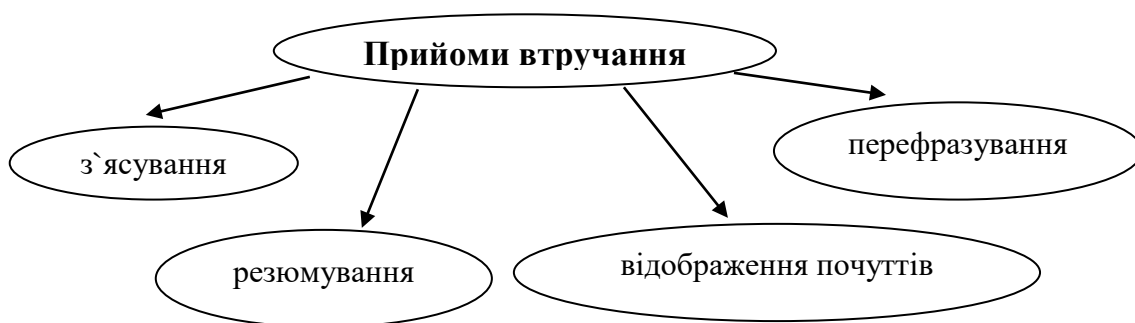 Прийоми втручання
з`ясування
перефразування
резюмування
відображення почуттів